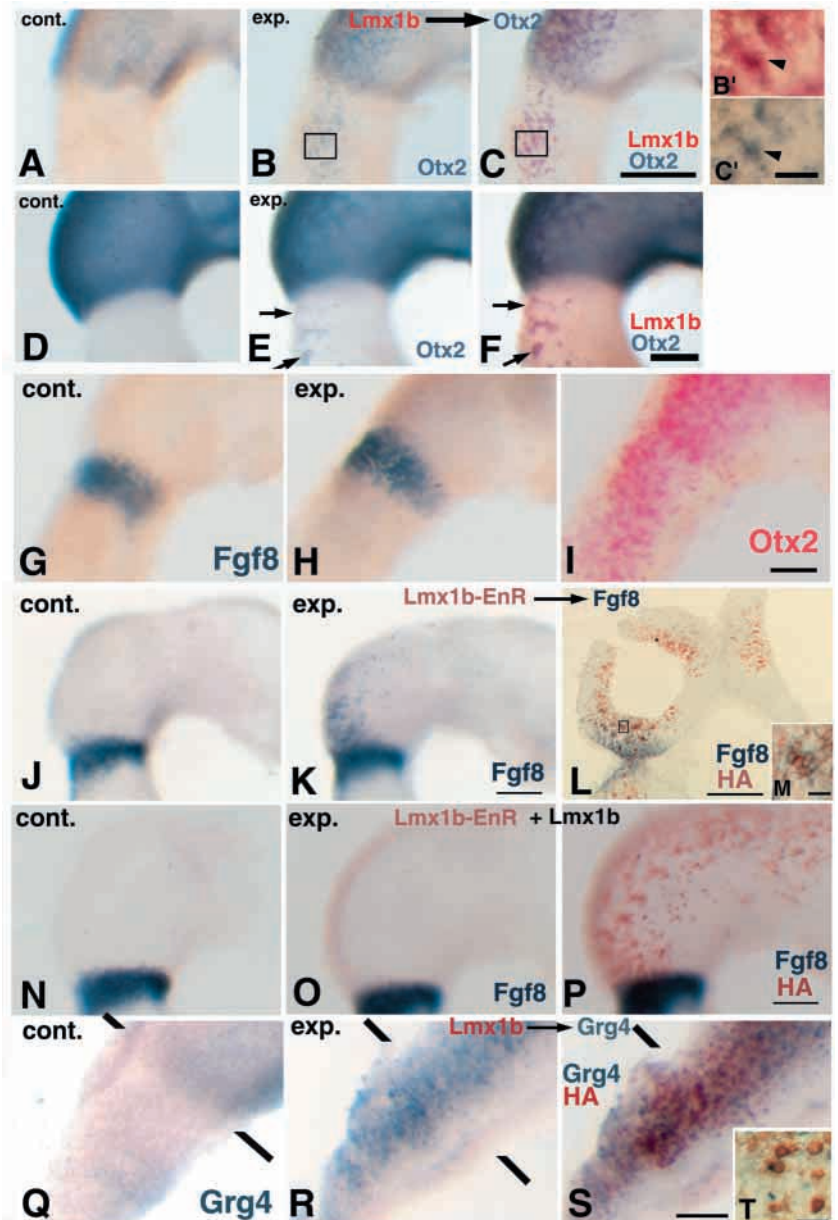 cont.
exp.
Lmx1b → Otx2
A
B
Otx2
C
Lmx1b
Otx2
B'
C'
cont.
exp.
D
E
Otx2
F
Lmx1b
Otx2
cont.
exp.
G
Fgf8
H
I
Otx2
cont.
exp.
Lmx1b-EnR → Fgf8
J
K
Fgf8
L
Fgf8
HA
M
cont.
exp.
Lmx1b-EnR + Lmx1b
N
O
Fgf8
P
Fgf8
HA
cont.
exp.
Lmx1b → Grg4
Q
Grg4
R
Grg4
HA
S
T